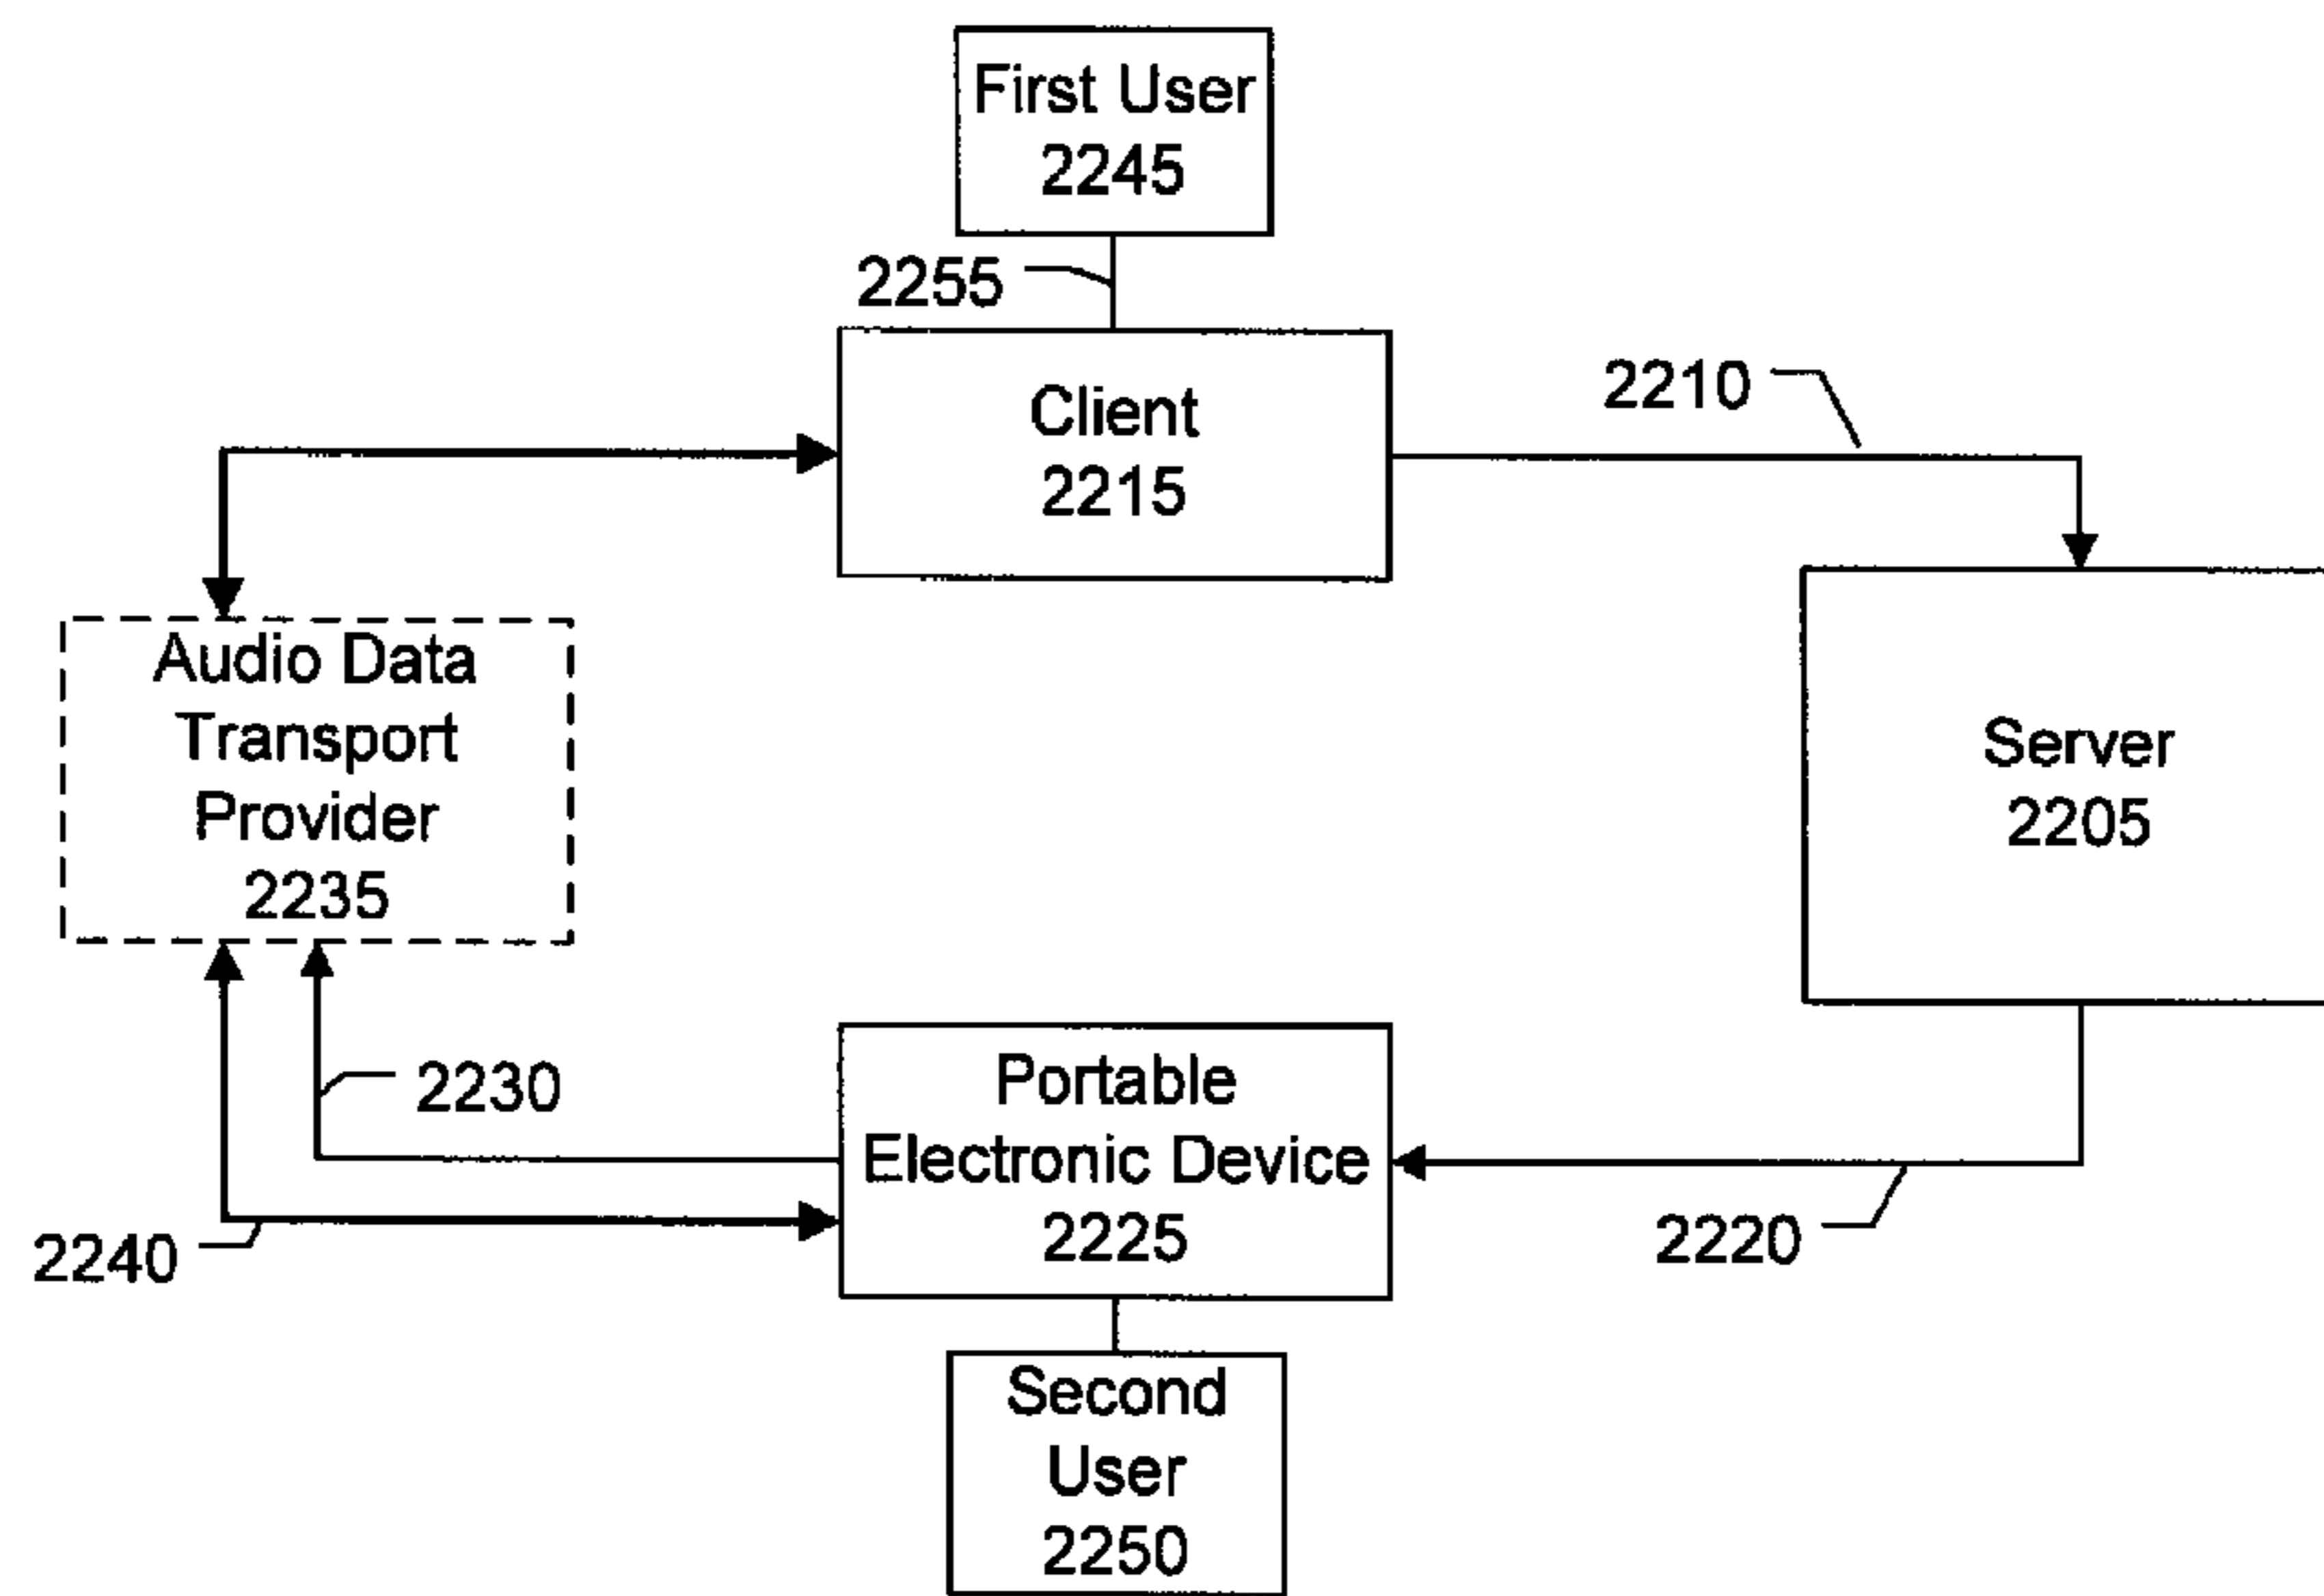 First User
2245
2255
Client
2215
2210
Audio Data
Transport
Provider
2235
Server
2205
2230
Portable
Electronic Device
2225
2240
2220
Second
User
2250